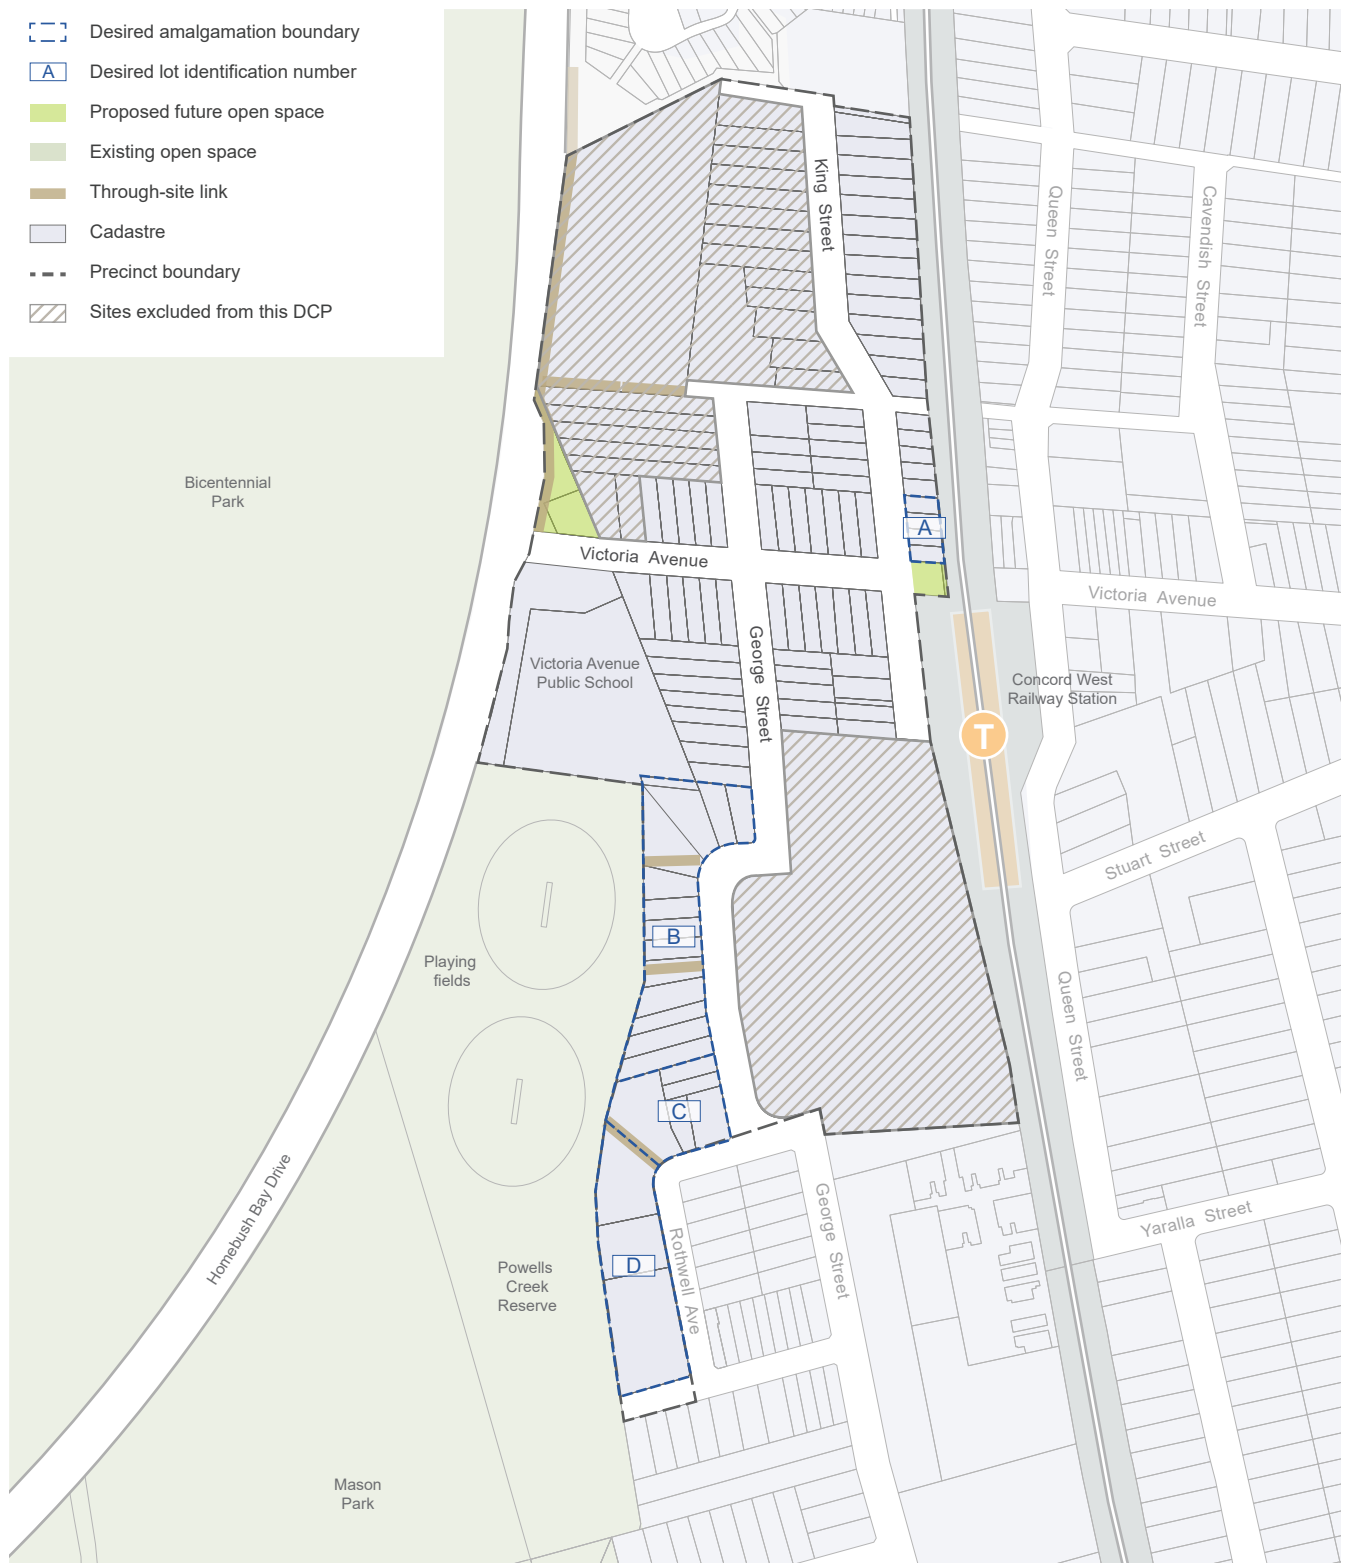 Desired amalgamation boundary
A
Desired lot identification number
Proposed future open space
Existing open space
Through-site link
Cadastre
Precinct boundary
Sites excluded from this DCP
King Street
Queen Street
Cavendish Street
Bicentennial
Park
A
Victoria Avenue
Victoria Avenue
George Street
Victoria Avenue
Public School
Concord West
Railway Station
T
Stuart Street
B
Playing
fields
Queen Street
C
Homebush Bay Drive
George Street
Yaralla Street
Rothwell Ave
D
Powells
Creek
Reserve
Mason
Park